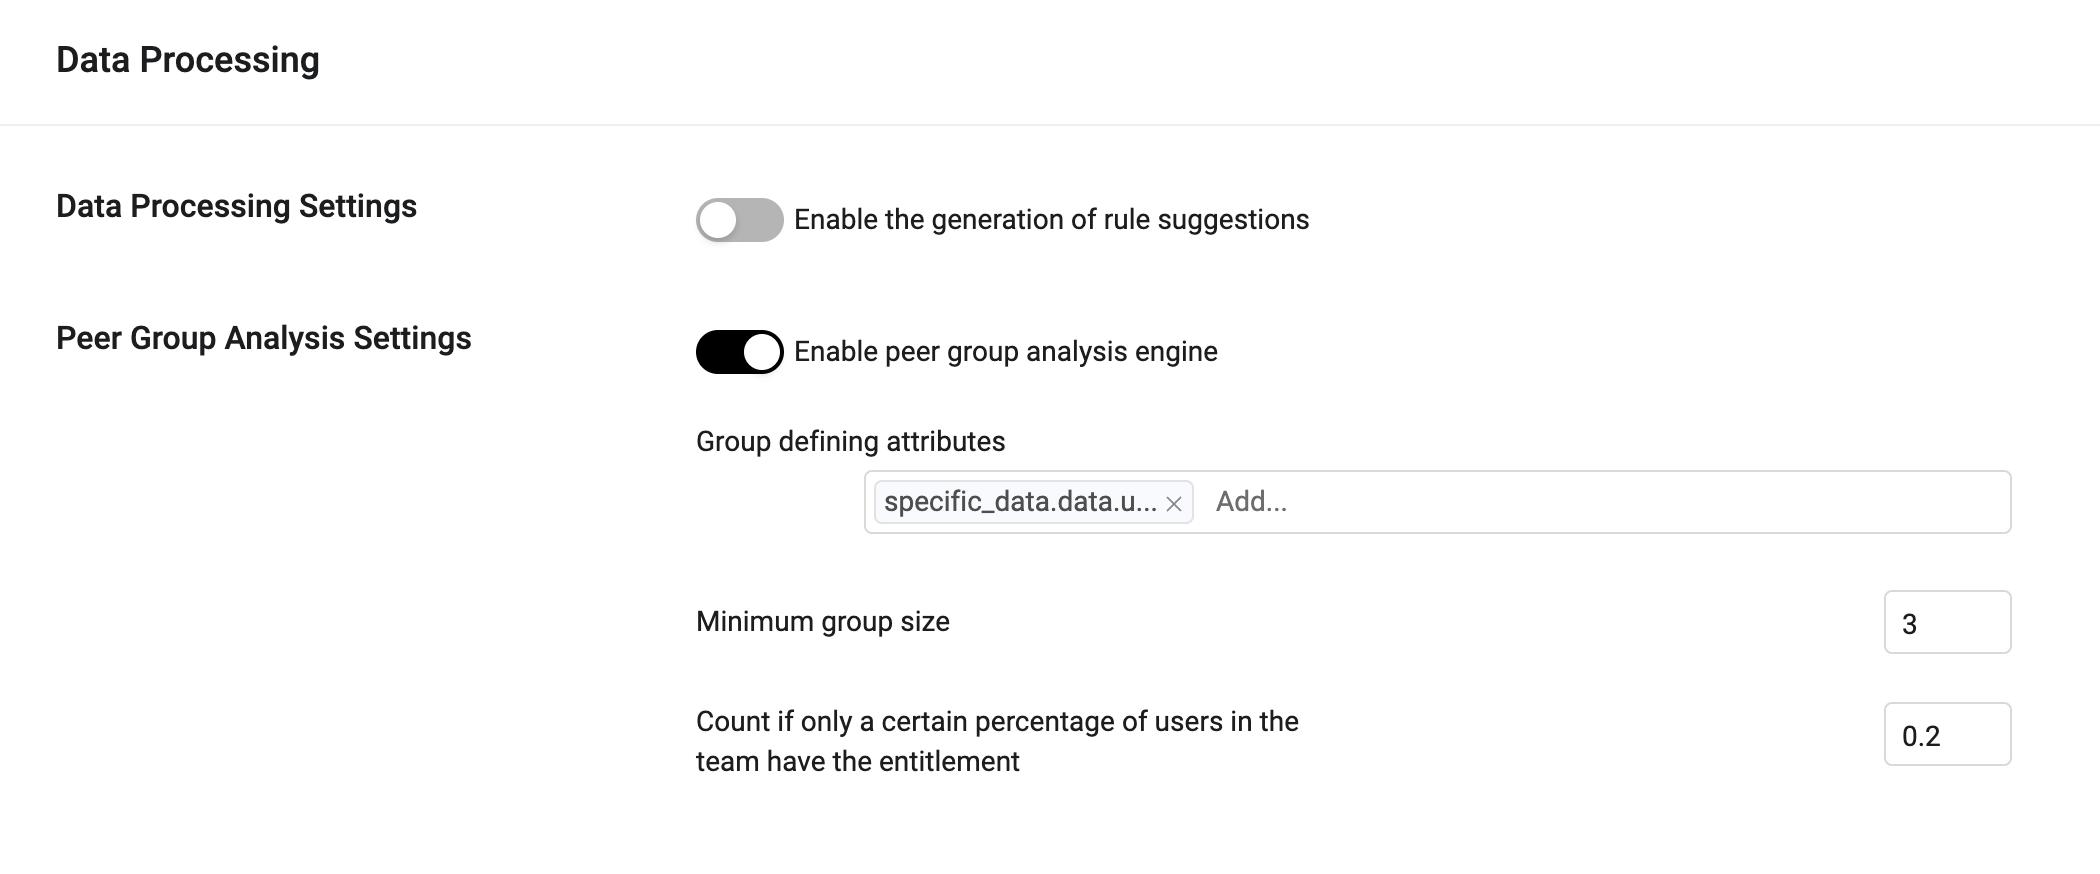 Data Processing
Data Processing Settings
Enable the generation of rule suggestions
Peer Group Analysis Settings
Enable peer group analysis engine
Group defining attributes
specific_data.data.u... × Add...
Minimum group size
3
Count if only a certain percentage of users in the
team have the entitlement
0.2